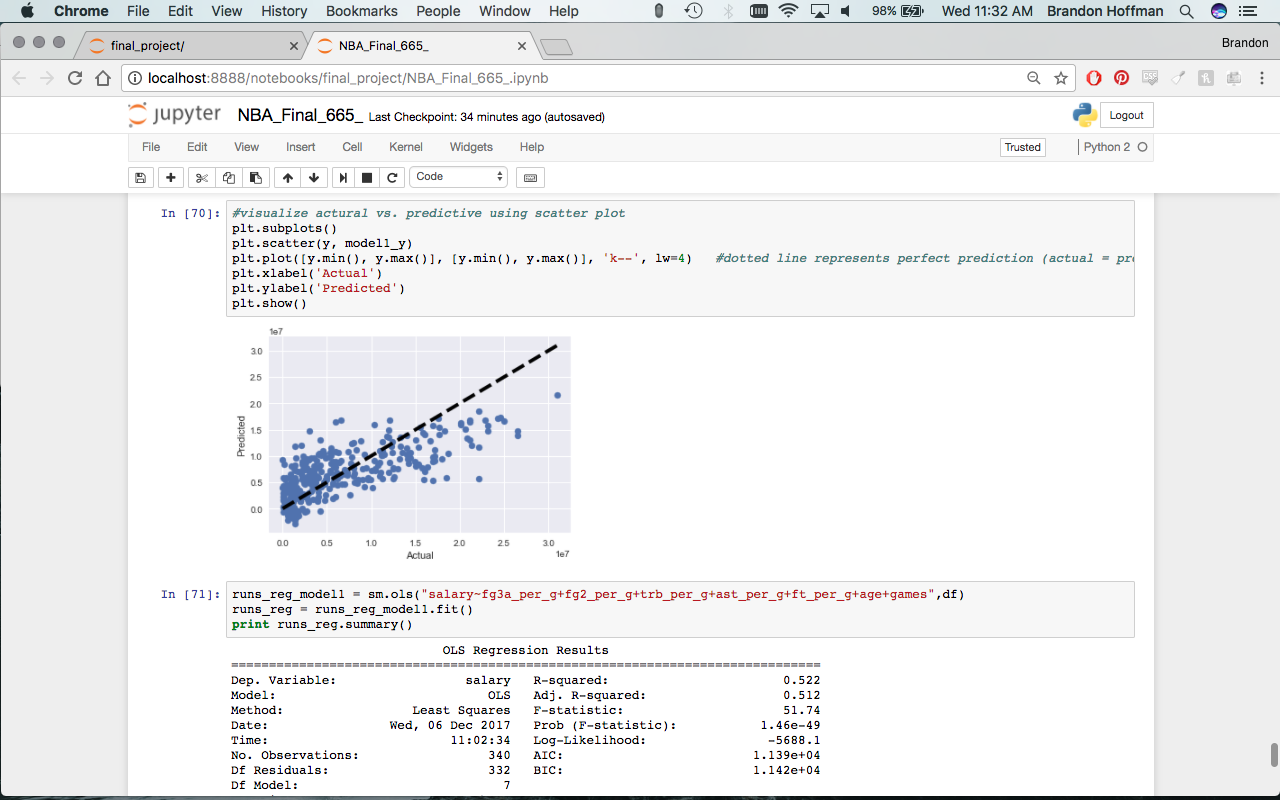 Chrome File Edit View History Bookmarks People Window Help 98% Wed 11:32 AM Brandon Hoffman
final_project/ NBA_Final_665_ Brandon
localhost:8888/notebooks/final_project/NBA_Final_665_.ipynb
jupyter NBA_Final_665_ Last Checkpoint: 34 minutes ago (autosaved) Logout
File Edit View Insert Cell Kernel Widgets Help Trusted Python 2
Code
In [70]: #visualize actural vs. predictive using scatter plot
plt.subplots()
plt.scatter(y, model1_y)
plt.plot([y.min(), y.max()], [y.min(), y.max()], 'k--', lw=4) #dotted line represents perfect prediction (actual = pre
plt.xlabel('Actual')
plt.ylabel('Predicted')
plt.show()
1e7
3.0
2.5
2.0
1.5
1.0
0.5
0.0
Predicted
0.0 0.5 1.0 1.5 2.0 2.5 3.0
Actual 1e7
In [71]: runs_reg_model1 = sm.ols("salary~fg3a_per_g+fg2_per_g+trb_per_g+ast_per_g+ft_per_g+age+games",df)
runs_reg = runs_reg_model1.fit()
print runs_reg.summary()
OLS Regression Results
==============================================================================
Dep. Variable: salary R-squared: 0.522
Model: OLS Adj. R-squared: 0.512
Method: Least Squares F-statistic: 51.74
Date: Wed, 06 Dec 2017 Prob (F-statistic): 1.46e-49
Time: 11:02:34 Log-Likelihood: -5688.1
No. Observations: 340 AIC: 1.139e+04
Df Residuals: 332 BIC: 1.142e+04
Df Model: 7